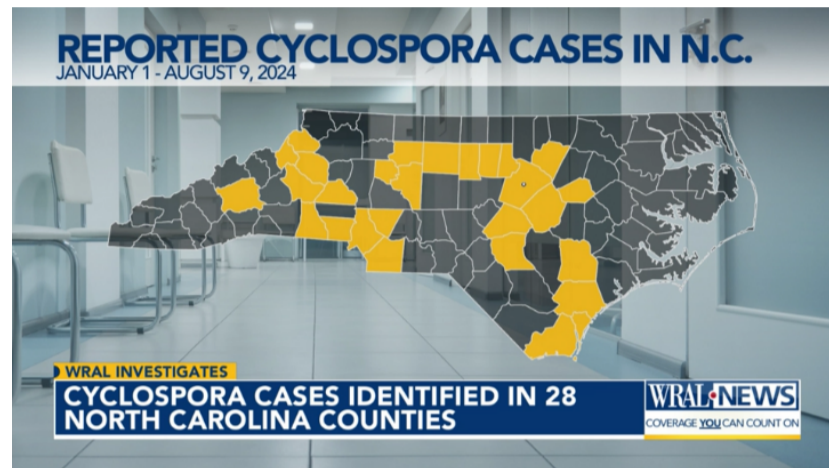 REPORTED CYCLOSPORA CASES IN N.C.
JANUARY 1 - AUGUST 9, 2024
WRAL INVESTIGATES
CYCLOSPORA CASES IDENTIFIED IN 28
NORTH CAROLINA COUNTIES
WRAL NEWS
COVERAGE YOU CAN COUNT ON